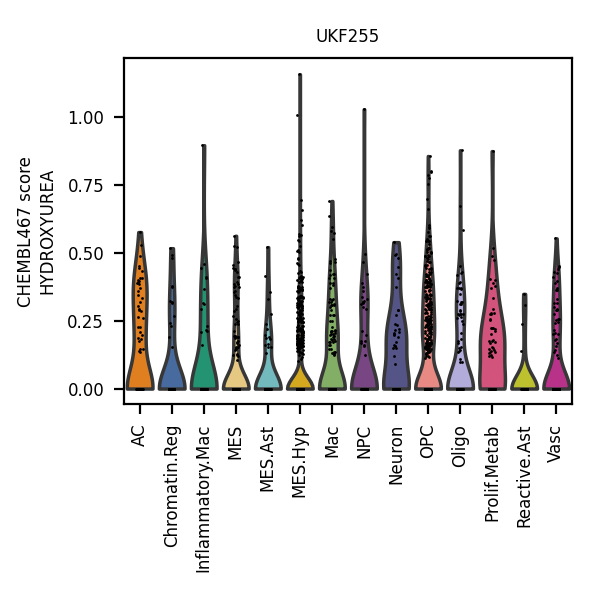 UKF255
CHEMBL467 score
HYDROXYUREA
1.00
0.75
0.50
0.25
0.00
AC
Chromatin.Reg
Inflammatory.Mac
MES
MES.Ast
MES.Hyp
Mac
NPC
Neuron
OPC
Oligo
Prolif.Metab
Reactive.Ast
Vasc